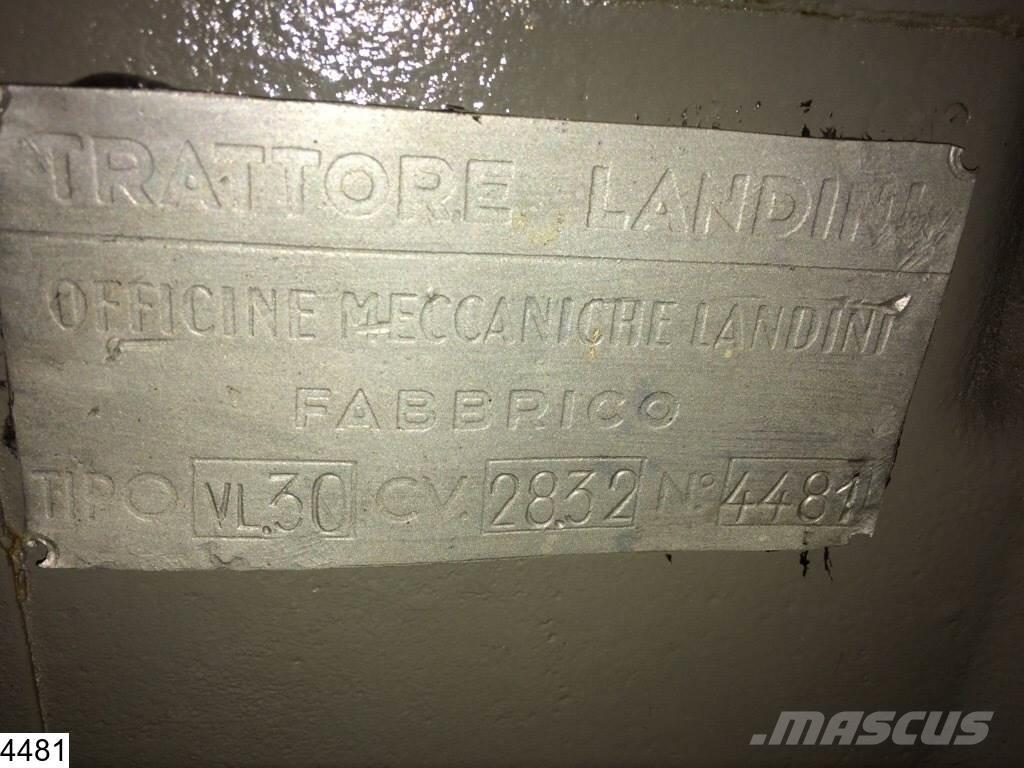 TRATTORE LANDINI
OFFICINE MECCANICHE LANDINI
FABBRICO
TIPO VL.30 CV. 28.32 N° 4481
4481
MASCUS